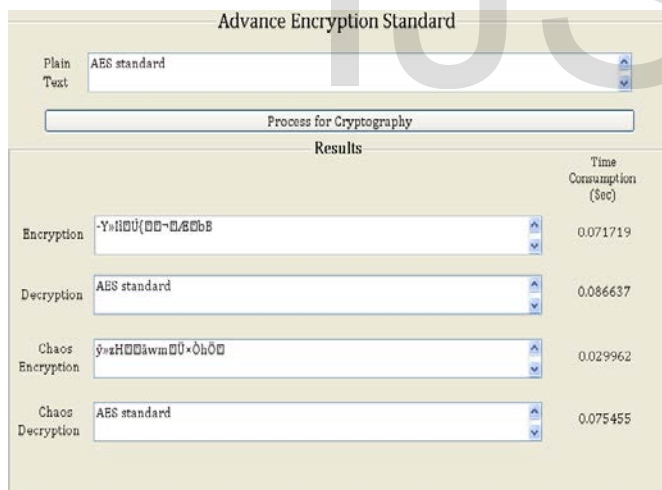 Advance Encryption Standard
Plain
Text
AES standard
Process for Cryptography
Results
Time
Consumption
(Sec)
Encryption
0.071719
Decryption
AES standard
0.086637
Chaos
Encryption
0.029962
Chaos
Decryption
AES standard
0.075455